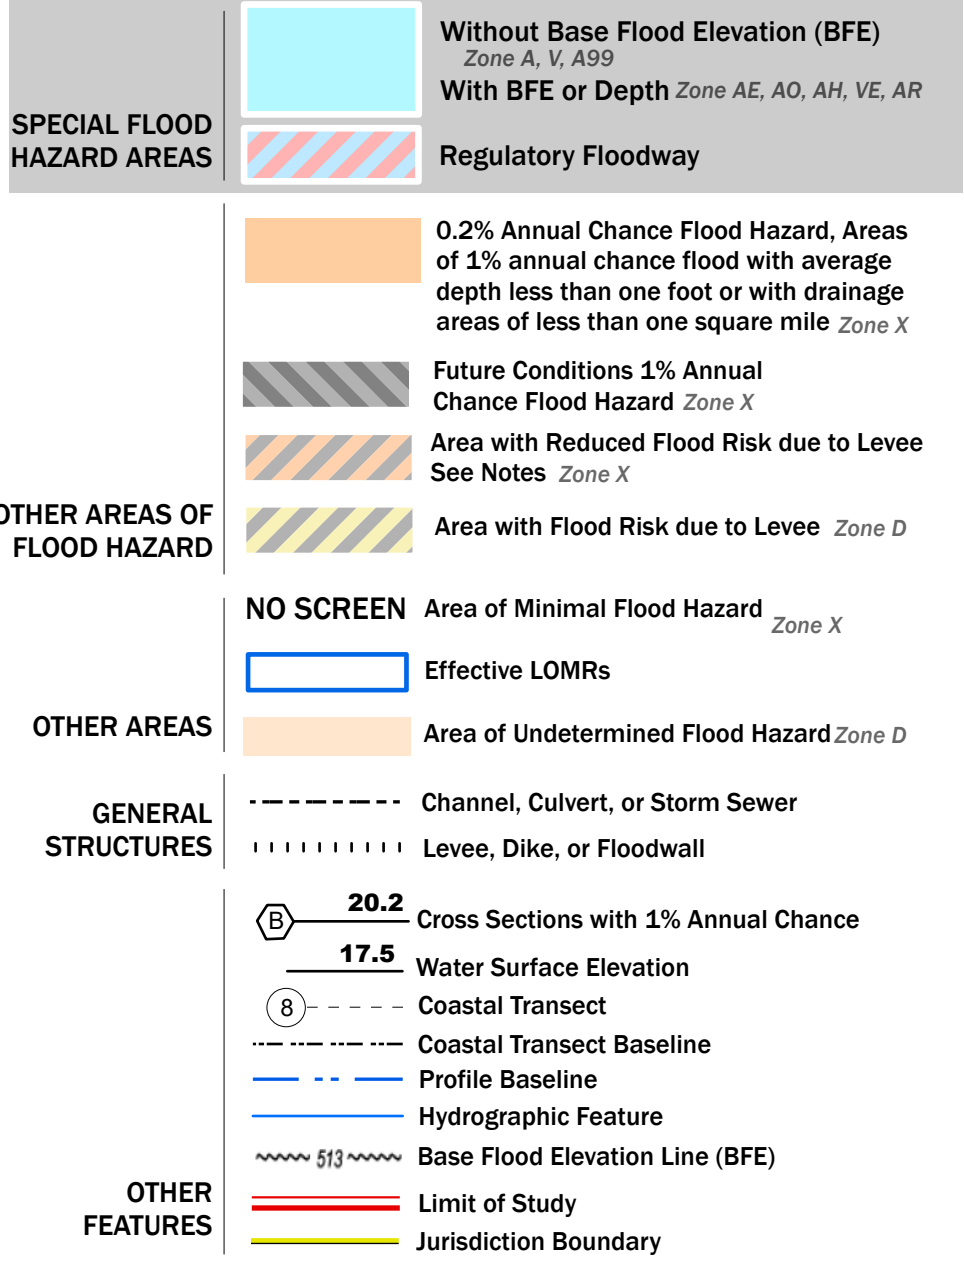 SPECIAL FLOOD
HAZARD AREAS
Without Base Flood Elevation (BFE)
Zone A, V, A99
With BFE or Depth Zone AE, AO, AH, VE, AR
Regulatory Floodway
OTHER AREAS OF
FLOOD HAZARD
0.2% Annual Chance Flood Hazard, Areas
of 1% annual chance flood with average
depth less than one foot or with drainage
areas of less than one square mile Zone X
Future Conditions 1% Annual
Chance Flood Hazard Zone X
Area with Reduced Flood Risk due to Levee
See Notes Zone X
Area with Flood Risk due to Levee Zone D
OTHER AREAS
NO SCREEN Area of Minimal Flood Hazard Zone X
Effective LOMRs
Area of Undetermined Flood Hazard Zone D
GENERAL
STRUCTURES
Channel, Culvert, or Storm Sewer
Levee, Dike, or Floodwall
OTHER
FEATURES
B 20.2 Cross Sections with 1% Annual Chance
17.5 Water Surface Elevation
8 Coastal Transect
Coastal Transect Baseline
Profile Baseline
Hydrographic Feature
513 Base Flood Elevation Line (BFE)
Limit of Study
Jurisdiction Boundary